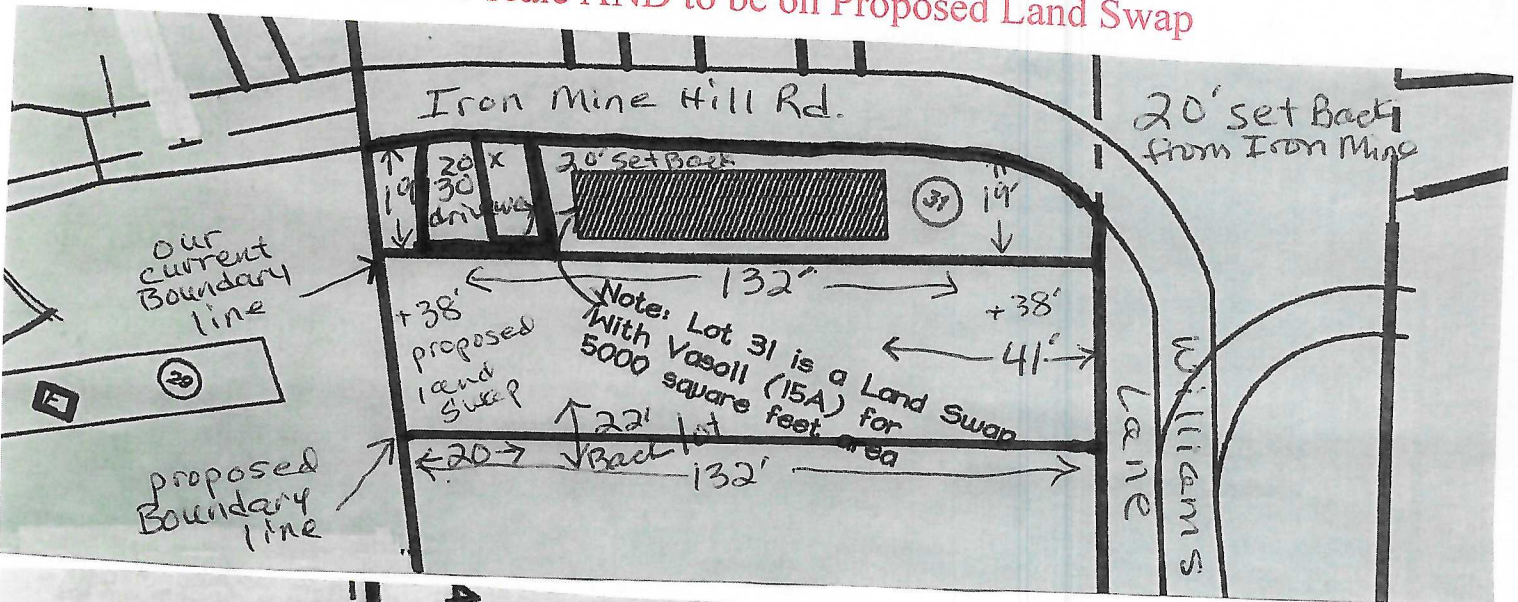 AND to be on Proposed Land Swap
Iron Mine Hill Rd.
20' set Back
from Iron Mine
19'
20 x
30
driveway
20' Set Back
31
19'
our
current
Boundary
line
132'
+38'
proposed
land
Swap
+38'
41'
Note: Lot 31 is a Land Swap
With Vasoll (15A) for
5000 square feet area
20
22'
Back lot
20
132'
proposed
Boundary
line
Williams
Lane